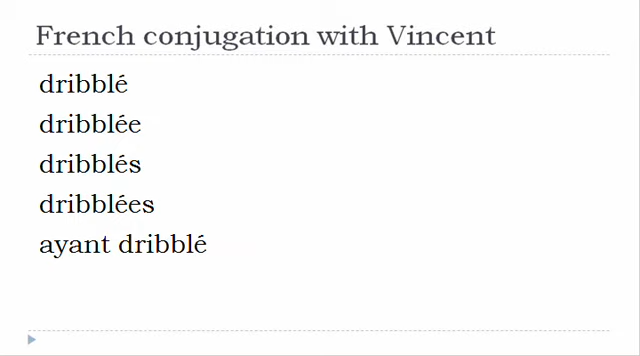 French conjugation with Vincent
dribblé
dribblée
dribblés
dribblées
ayant dribblé